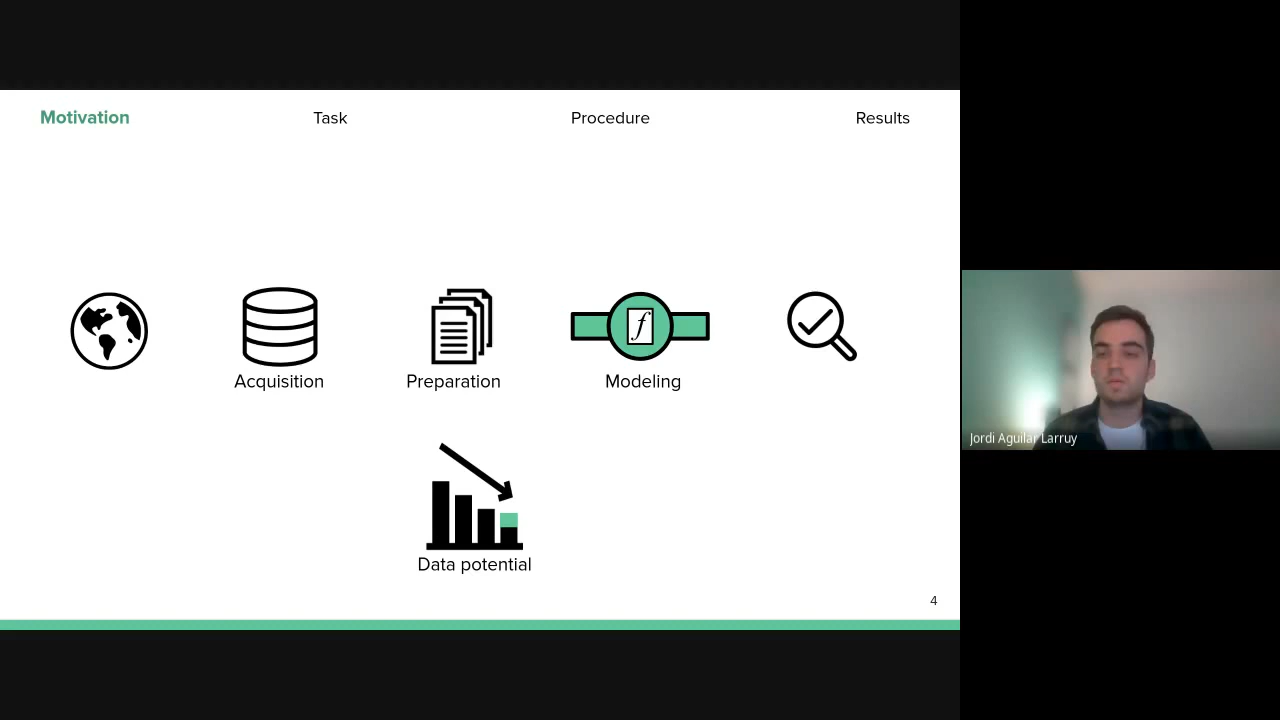 Motivation Task Procedure Results
f
Acquisition Preparation Modeling
Data potential
4
Jordi Aguilar Larruy